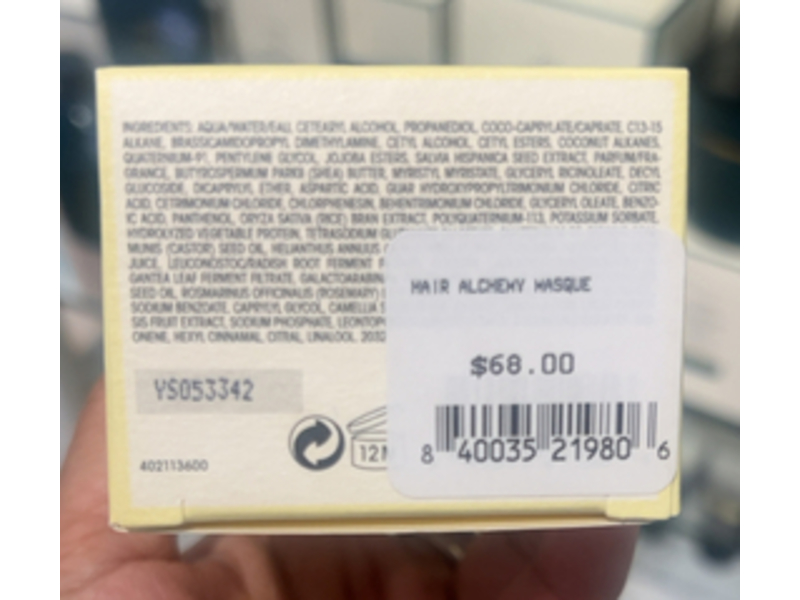 INGREDIENTS: AQUA/WATER/EAU, CETEARYL ALCOHOL, PROPANEDIOL, COCO-CAPRYLATE/CAPRATE, C13-15
ALKANE, BRASSICAMIDOPROPYL DIMETHYLAMINE, CETYL ALCOHOL, CETYL ESTERS, COCONUT ALKANES,
QUATERNIUM-91, PENTYLENE GLYCOL, JOJOBA ESTERS, SALVIA HISPANICA SEED EXTRACT, PARFUM/FRA-
GRANCE, BUTYROSPERMUM PARKII (SHEA) BUTTER, MYRISTYL MYRISTATE, GLYCERYL RICINOLEATE, DECYL
GLUCOSIDE, DICAPRYLYL ETHER, ASPARTIC ACID, GUAR HYDROXYPROPYLTRIMONIUM CHLORIDE, CITRIC
ACID, CETRIMONIUM CHLORIDE, CHLORPHENESIN, BEHENTRIMONIUM CHLORIDE, GLYCERYL OLEATE, BENZO-
IC ACID, PANTHENOL, ORYZA SATIVA (RICE) BRAN EXTRACT, POLYQUATERNIUM-113, POTASSIUM SORBATE,
HYDROLYZED VEGETABLE PROTEIN, TETRASODIUM
MUNIS (CASTOR) SEED OIL, HELIANTHUS ANNUUS
JUICE, LEUCONOSTOC/RADISH ROOT FERMENT
GANTEA LEAF FERMENT FILTRATE, GALACTOARABIN
SEED OIL, ROSMARINUS OFFICINALIS (ROSEMARY)
SODIUM BENZOATE, CAPRYLYL GLYCOL, CAMELLIA S
SIS FRUIT EXTRACT, SODIUM PHOSPHATE, LEONTOP
ONENE, HEXYL CINNAMAL, CITRAL, LINALOOL. 2032
HAIR ALCHEMY MASQUE
$68.00
YS053342
12M
8 40035 21980 6
402113600